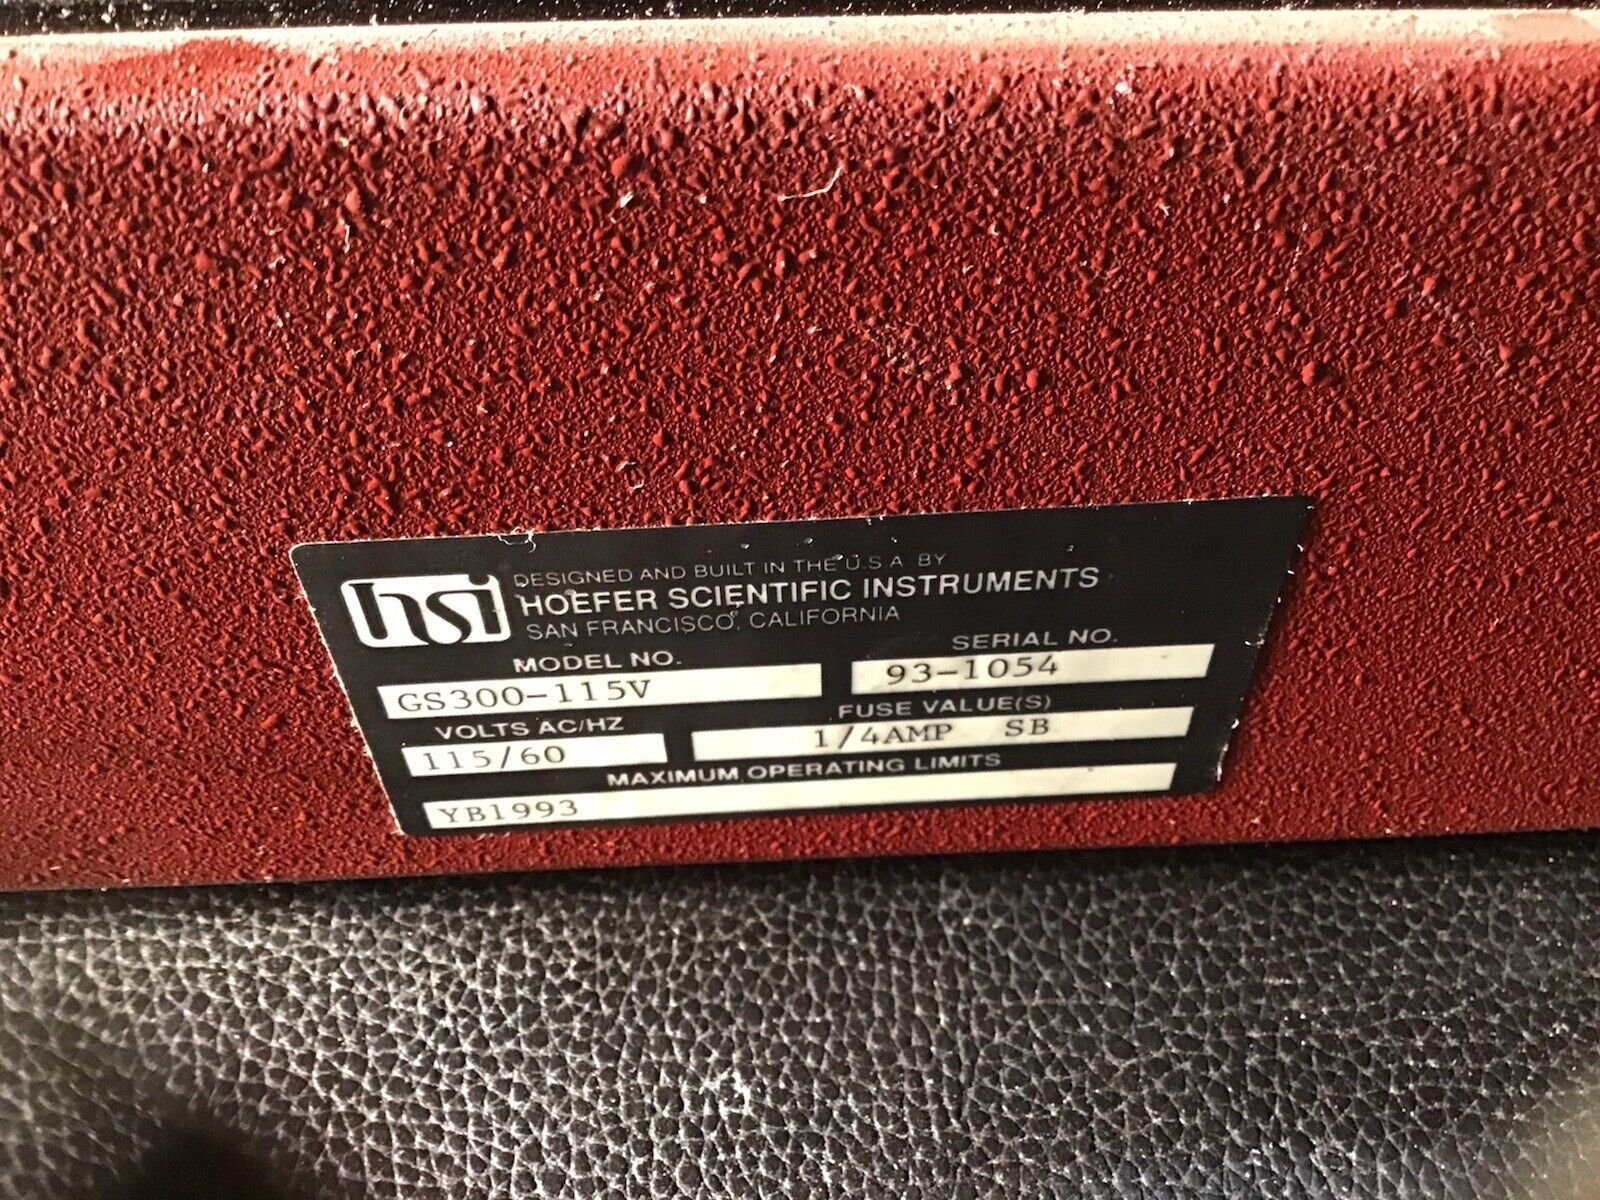 hsi
DESIGNED AND BUILT IN THE U.S.A. BY
HOEFER SCIENTIFIC INSTRUMENTS
SAN FRANCISCO, CALIFORNIA
MODEL NO. SERIAL NO.
GS300-115V 93-1054
VOLTS AC/HZ FUSE VALUE(S)
115/60 1/4AMP SB
MAXIMUM OPERATING LIMITS
YB1993